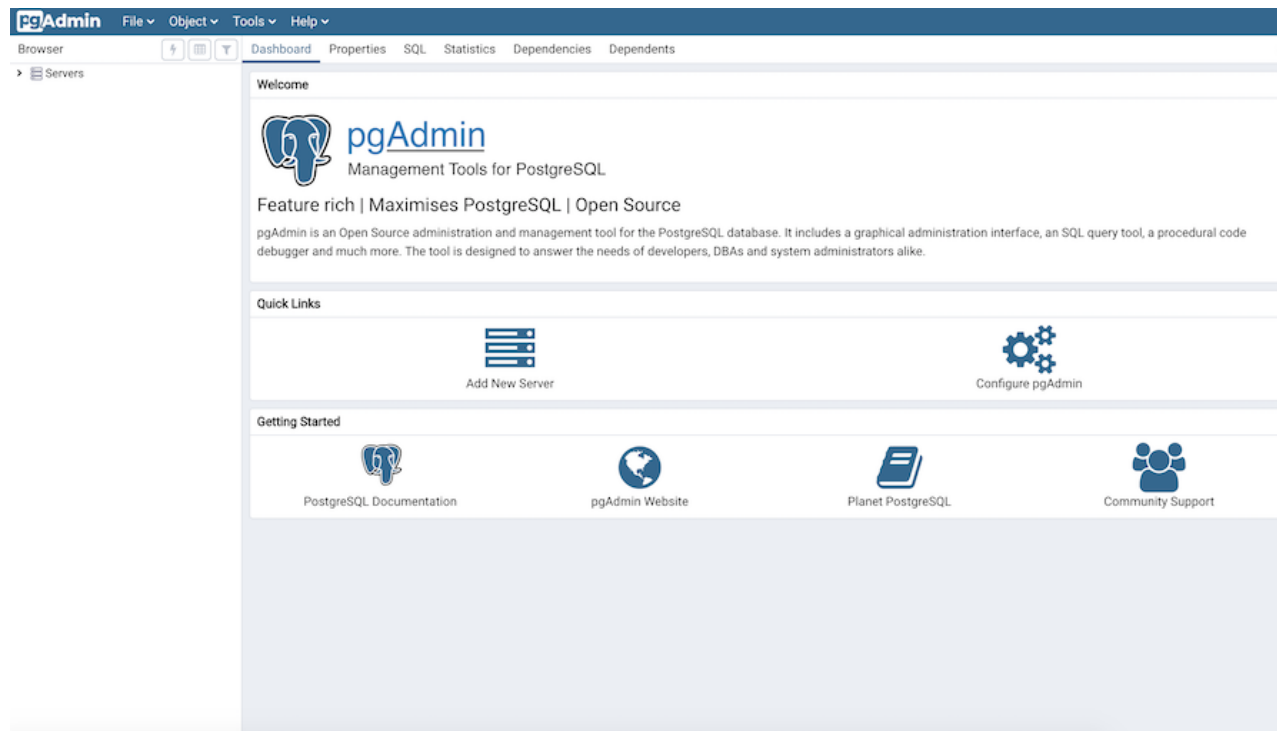 pgAdmin File Object Tools Help
Browser Dashboard Properties SQL Statistics Dependencies Dependents
Servers
Welcome
pgAdmin
Management Tools for PostgreSQL
Feature rich | Maximises PostgreSQL | Open Source
pgAdmin is an Open Source administration and management tool for the PostgreSQL database. It includes a graphical administration interface, an SQL query tool, a procedural code
debugger and much more. The tool is designed to answer the needs of developers, DBAs and system administrators alike.
Quick Links
Add New Server Configure pgAdmin
Getting Started
PostgreSQL Documentation pgAdmin Website Planet PostgreSQL Community Support